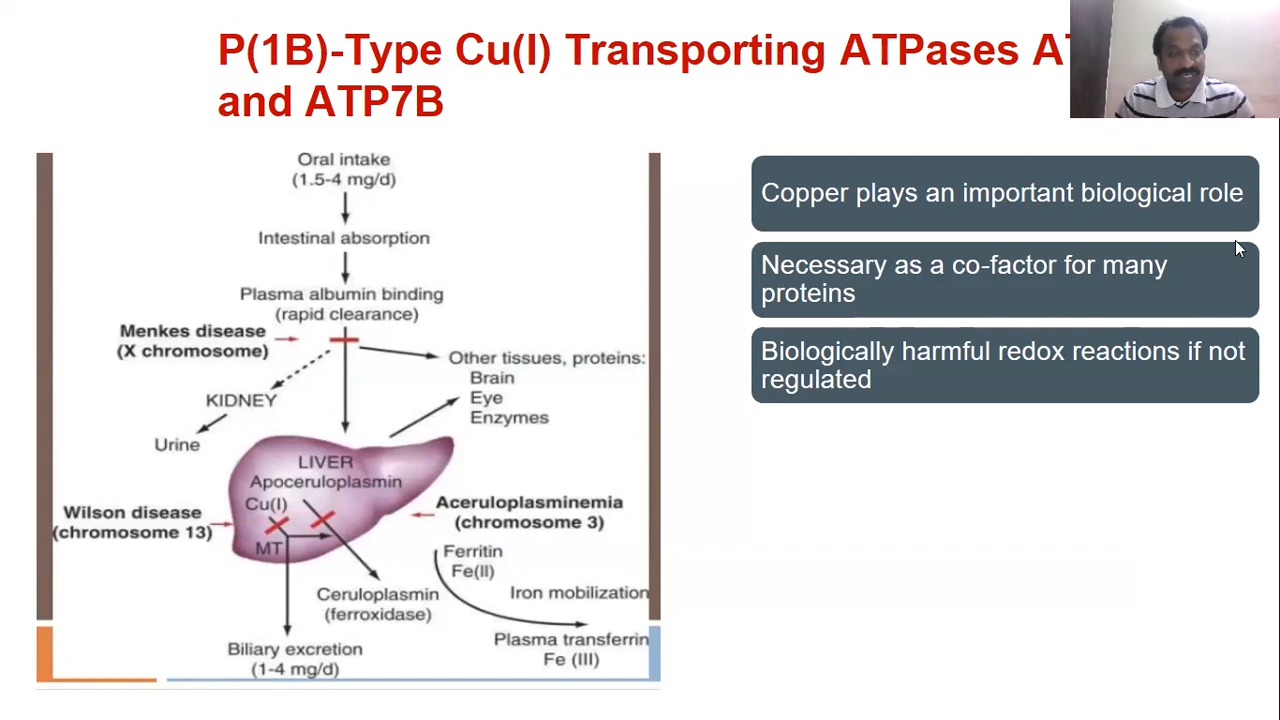 P(1B)-Type Cu(I) Transporting ATPases
and ATP7B
Oral intake
(1.5-4 mg/d)
Intestinal absorption
Plasma albumin binding
(rapid clearance)
Menkes disease
(X chromosome)
Other tissues, proteins:
Brain
Eye
Enzymes
KIDNEY
Urine
LIVER
Apoceruloplasmin
Cu(I)
MT
Wilson disease
(chromosome 13)
Aceruloplasminemia
(chromosome 3)
Ferritin
Fe(II)
Iron mobilization
Ceruloplasmin
(ferroxidase)
Plasma transferrin
Fe (III)
Biliary excretion
(1-4 mg/d)
Copper plays an important biological role
Necessary as a co-factor for many
proteins
Biologically harmful redox reactions if not
regulated